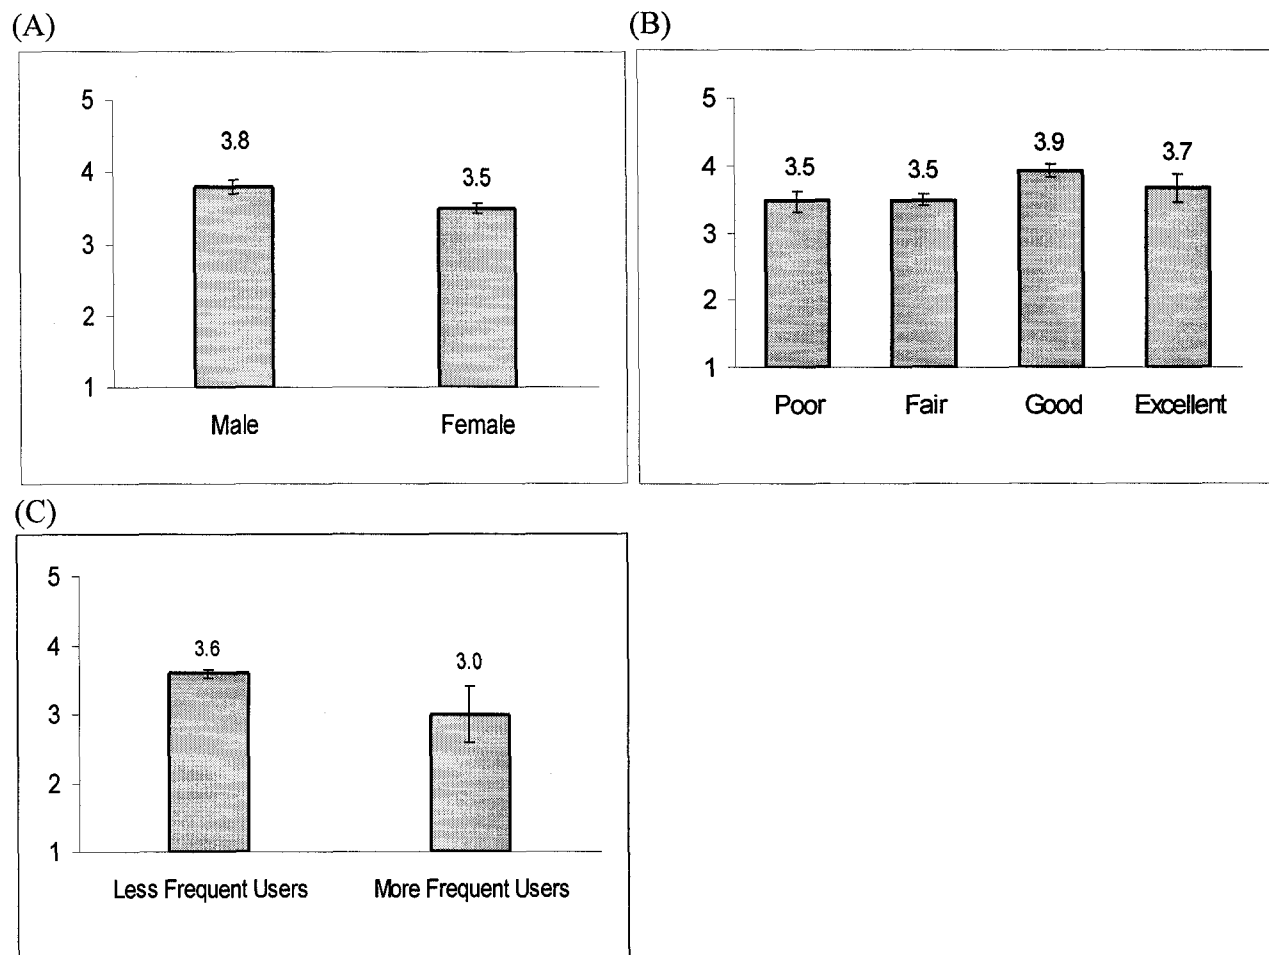 (A)
5
4
3
2
1
3.8
3.5
Male
Female
(B)
5
4
3
2
1
3.5
3.5
3.9
3.7
Poor
Fair
Good
Excellent
(C)
5
4
3
2
1
3.6
3.0
Less Frequent Users
More Frequent Users